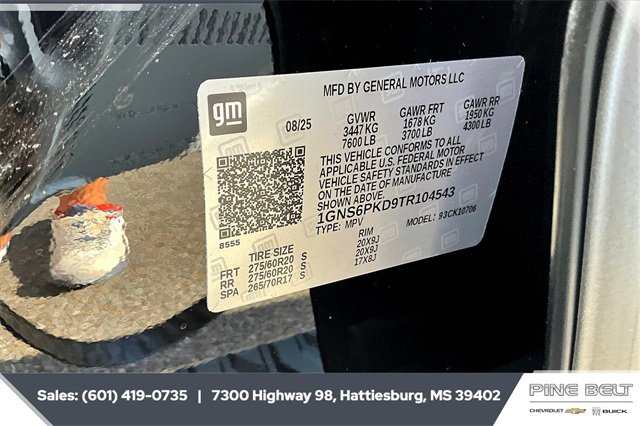 MFD BY GENERAL MOTORS LLC
gm
08/25
GVWR GAWR FRT GAWR RR
3447 KG 1678 KG 1950 KG
7600 LB 3700 LB 4300 LB
THIS VEHICLE CONFORMS TO ALL
APPLICABLE U.S. FEDERAL MOTOR
VEHICLE SAFETY STANDARDS IN EFFECT
ON THE DATE OF MANUFACTURE
SHOWN ABOVE.
1GNS6PKD9TR104543
TYPE: MPV MODEL: 93CK10706
8555
TIRE SIZE RIM
FRT 275/60R20 S 20X9J
RR 275/60R20 S 20X9J
SPA 265/70R17 S 17X8J
Sales: (601) 419-0735 | 7300 Highway 98, Hattiesburg, MS 39402
PINE BELT
CHEVROLET BUICK